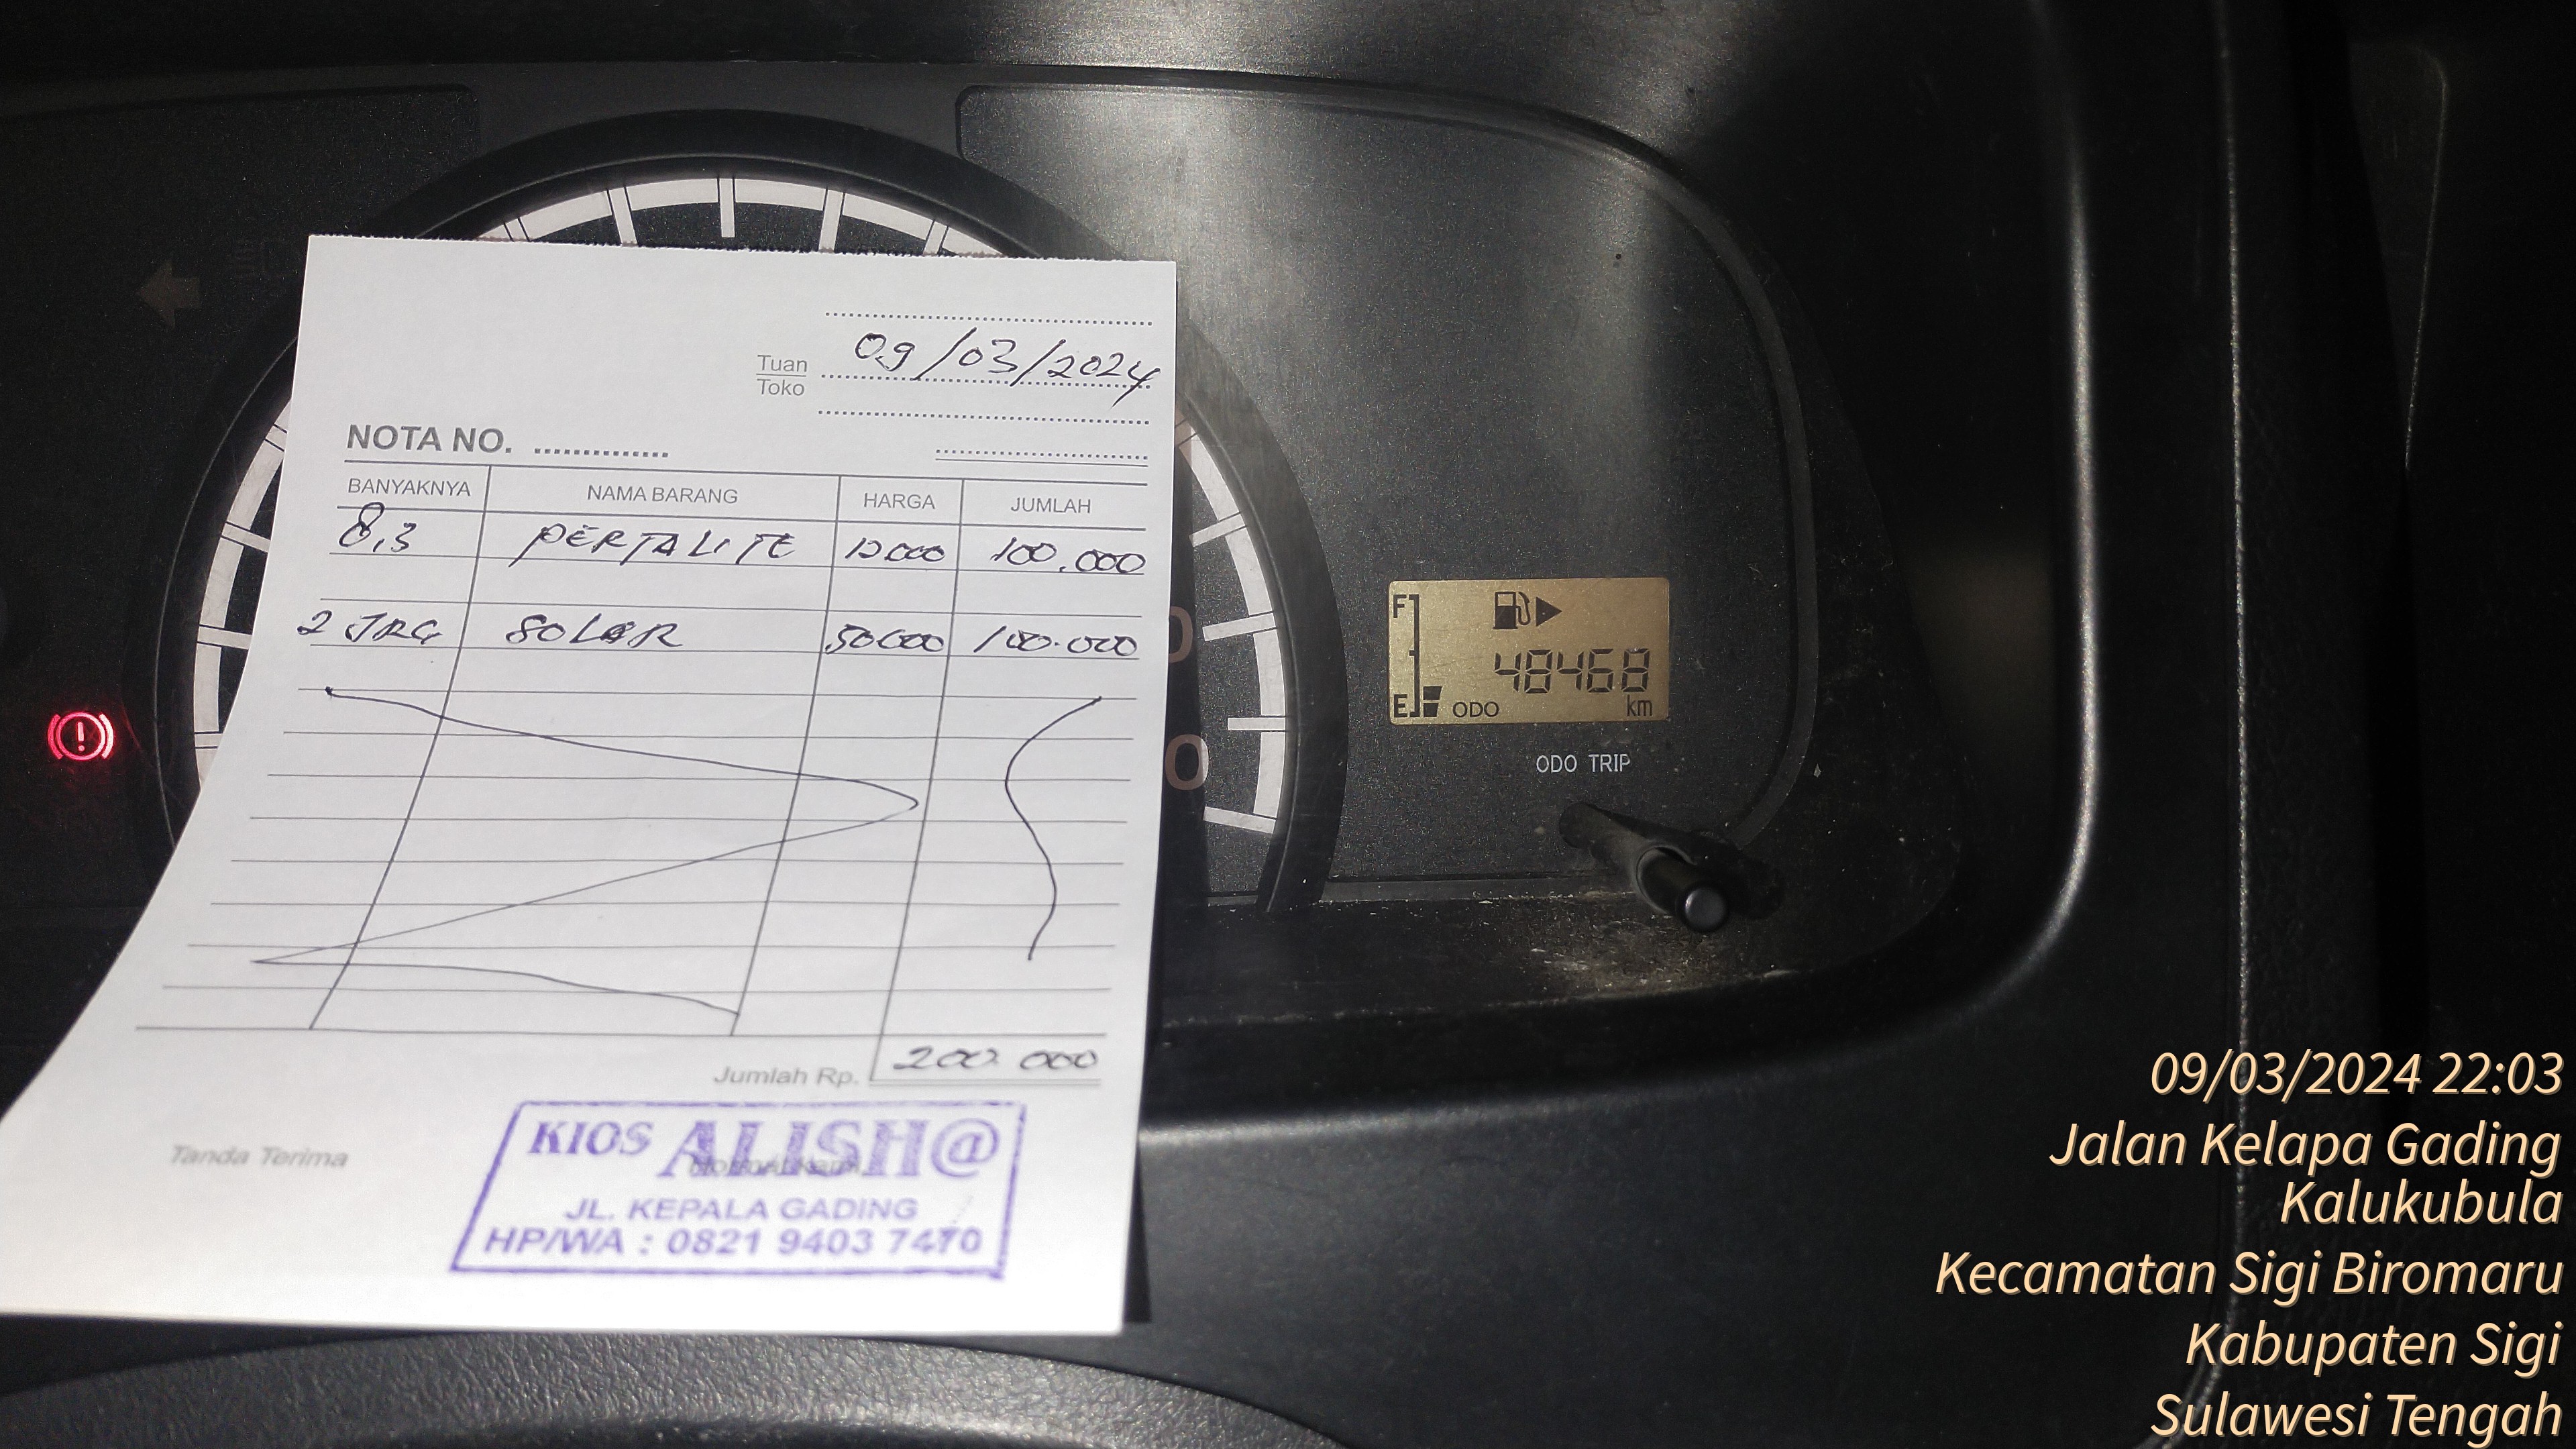 Tuan
Toko
09/03/2024
NOTA NO. ..............
BANYAKNYA NAMA BARANG HARGA JUMLAH
8,3 PERTALITE 12000 100.000
2 JRG SOLAR 50000 100.000
Jumlah Rp. 200 000
Tanda Terima
KIOS ALISH@
JL. KEPALA GADING
HP/WA : 0821 9403 7470
F
48468
E ODO km
ODO TRIP
09/03/2024 22:03
Jalan Kelapa Gading
Kalukubula
Kecamatan Sigi Biromaru
Kabupaten Sigi
Sulawesi Tengah